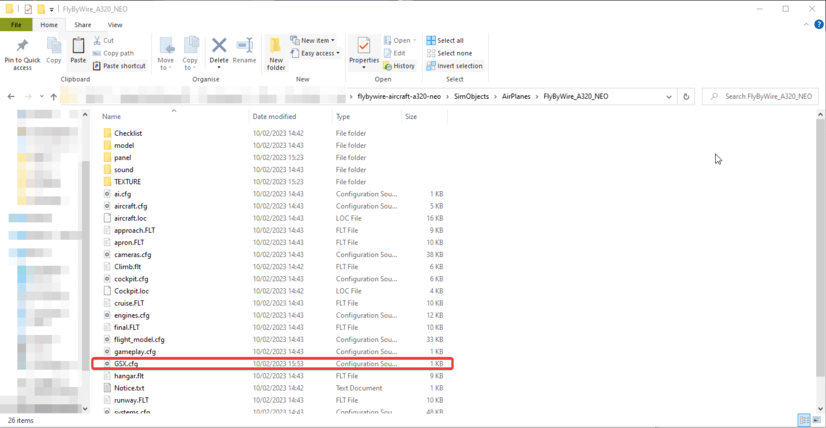 FlyByWire_A320_NEO
File Home Share View
Pin to Quick access
Copy
Paste
Cut
Copy path
Paste shortcut
Move to
Copy to
Delete
Rename
New folder
New item
Easy access
Properties
Open
Edit
History
Select all
Select none
Invert selection
Clipboard Organise New Open Select
flybywire-aircraft-a320-neo > SimObjects > AirPlanes > FlyByWire_A320_NEO
Search FlyByWire_A320_NEO
Name Date modified Type Size
Checklist 10/02/2023 14:42 File folder
model 10/02/2023 14:43 File folder
panel 10/02/2023 15:23 File folder
sound 10/02/2023 14:43 File folder
TEXTURE 10/02/2023 15:23 File folder
ai.cfg 10/02/2023 14:43 Configuration Sou... 1 KB
aircraft.cfg 10/02/2023 14:43 Configuration Sou... 5 KB
aircraft.loc 10/02/2023 14:43 LOC File 16 KB
approach.FLT 10/02/2023 14:43 FLT File 9 KB
apron.FLT 10/02/2023 14:43 FLT File 10 KB
cameras.cfg 10/02/2023 14:43 Configuration Sou... 38 KB
Climb.flt 10/02/2023 14:42 FLT File 6 KB
cockpit.cfg 10/02/2023 14:43 Configuration Sou... 6 KB
Cockpit.loc 10/02/2023 14:42 LOC File 4 KB
cruise.FLT 10/02/2023 14:43 FLT File 10 KB
engines.cfg 10/02/2023 14:43 Configuration Sou... 12 KB
final.FLT 10/02/2023 14:43 FLT File 10 KB
flight_model.cfg 10/02/2023 14:43 Configuration Sou... 33 KB
gameplay.cfg 10/02/2023 14:43 Configuration Sou... 1 KB
GSX.cfg 10/02/2023 15:53 Configuration Sou... 1 KB
hangar.flt 10/02/2023 14:43 FLT File 9 KB
Notice.txt 10/02/2023 14:42 Text Document 1 KB
runway.FLT 10/02/2023 14:43 FLT File 10 KB
systems.cfg 10/02/2023 14:43 Configuration Sou... 48 KB
26 items